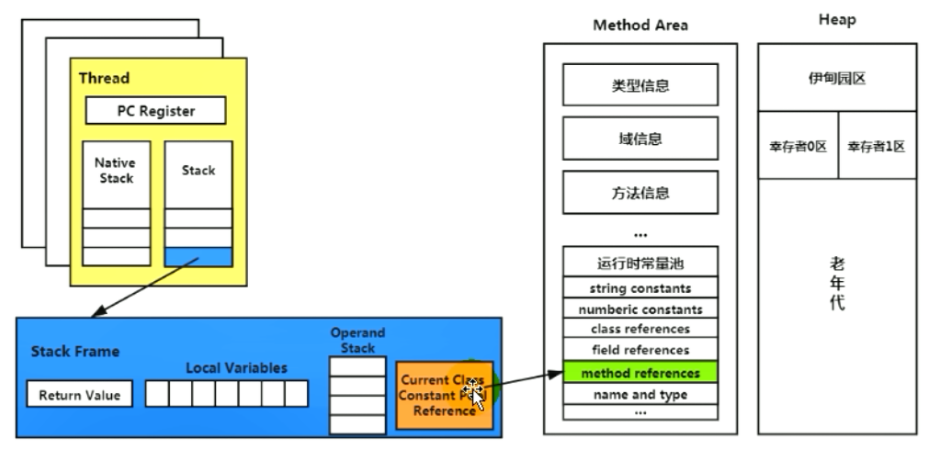 Thread
PC Register
Native
Stack
Stack
Stack Frame
Return Value
Local Variables
Operand
Stack
Current Class
Constant
Reference
Method Area
类型信息
域信息
方法信息
...
运行时常量池
string constants
numberic constants
class references
field references
method references
name and type
...
Heap
伊甸园区
幸存者0区
幸存者1区
老
年
代